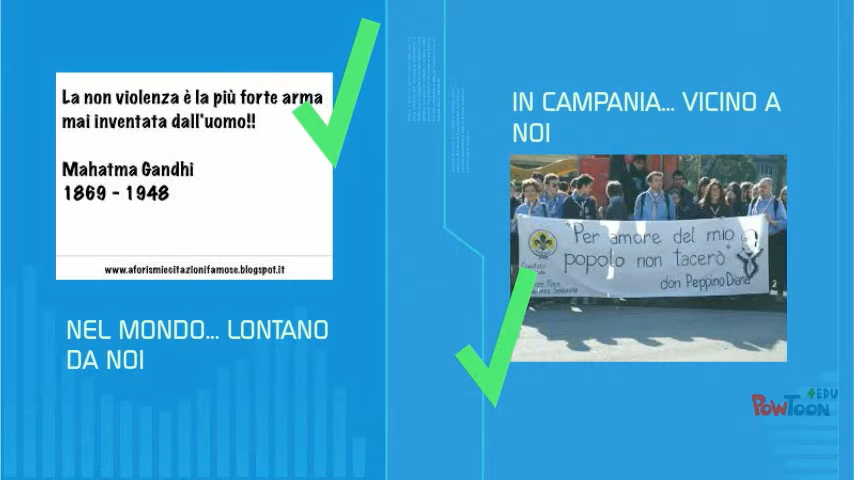 La non violenza è la più forte arma
mai inventata dall'uomo!!
Mahatma Gandhi
1869 - 1948
www.aforismiecitazionifamose.blogspot.it
NEL MONDO... LONTANO
DA NOI
IN CAMPANIA... VICINO A
NOI
"Per amore del mio
popolo non tacerò"
don Peppino Diana
POWTOON
4EDU